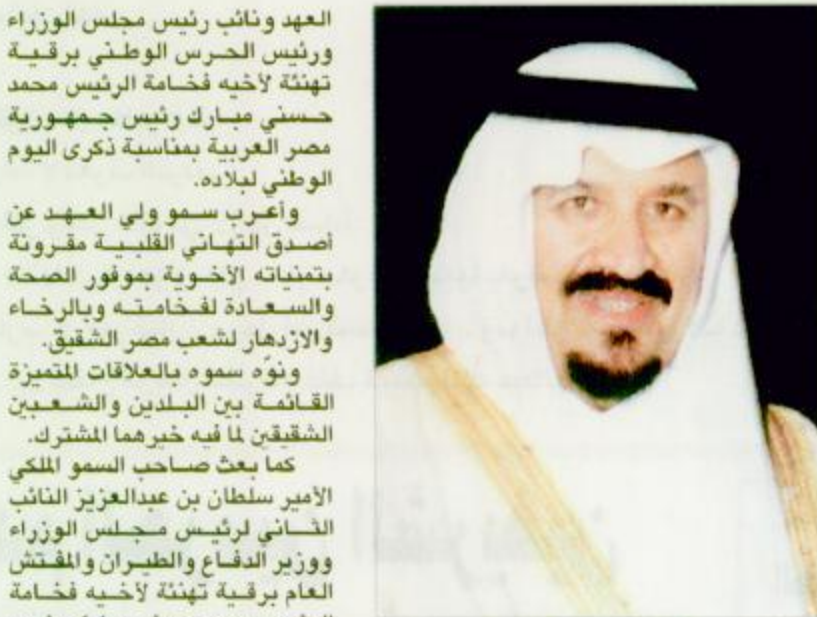 العهد ونائب رئيس مجلس الوزراء
ورئيس الحرس الوطني برقية
تهنئة لأخيه فخامة الرئيس محمد
حسني مبارك رئيس جمهورية
مصر العربية بمناسبة ذكرى اليوم
الوطني لبلاده.
وأعرب سمو ولي العهد عن
أصدق التهاني القلبية مقرونة
بتمنياته الأخوية بموفور الصحة
والسعادة لفخامته وبالرخاء
والازدهار لشعب مصر الشقيق.
ونوّه سموه بالعلاقات المتميزة
القائمة بين البلدين والشعبين
الشقيقين لما فيه خيرهما المشترك.
كما بعث صاحب السمو الملكي
الأمير سلطان بن عبدالعزيز النائب
الثاني لرئيس مجلس الوزراء
ووزير الدفاع والطيران والمفتش
العام برقية تهنئة لأخيه فخامة